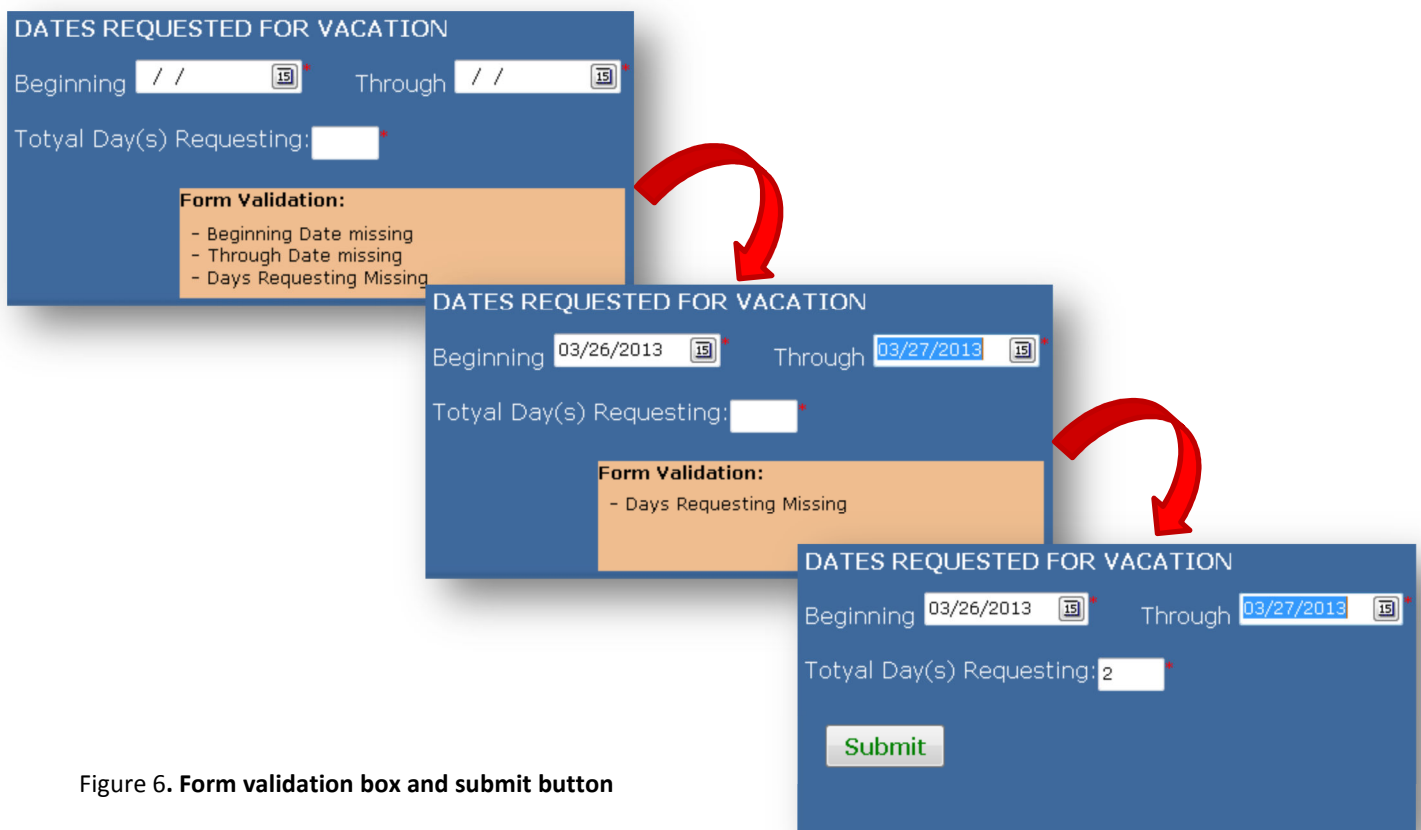 DATES REQUESTED FOR VACATION
Beginning / / 15 * Through / / 15 *
Totyal Day(s) Requesting: *
Form Validation:
- Beginning Date missing
- Through Date missing
- Days Requesting Missing
DATES REQUESTED FOR VACATION
Beginning 03/26/2013 15 * Through 03/27/2013 15 *
Totyal Day(s) Requesting: *
Form Validation:
- Days Requesting Missing
DATES REQUESTED FOR VACATION
Beginning 03/26/2013 15 * Through 03/27/2013 15 *
Totyal Day(s) Requesting: 2 *
Submit
Figure 6. Form validation box and submit button